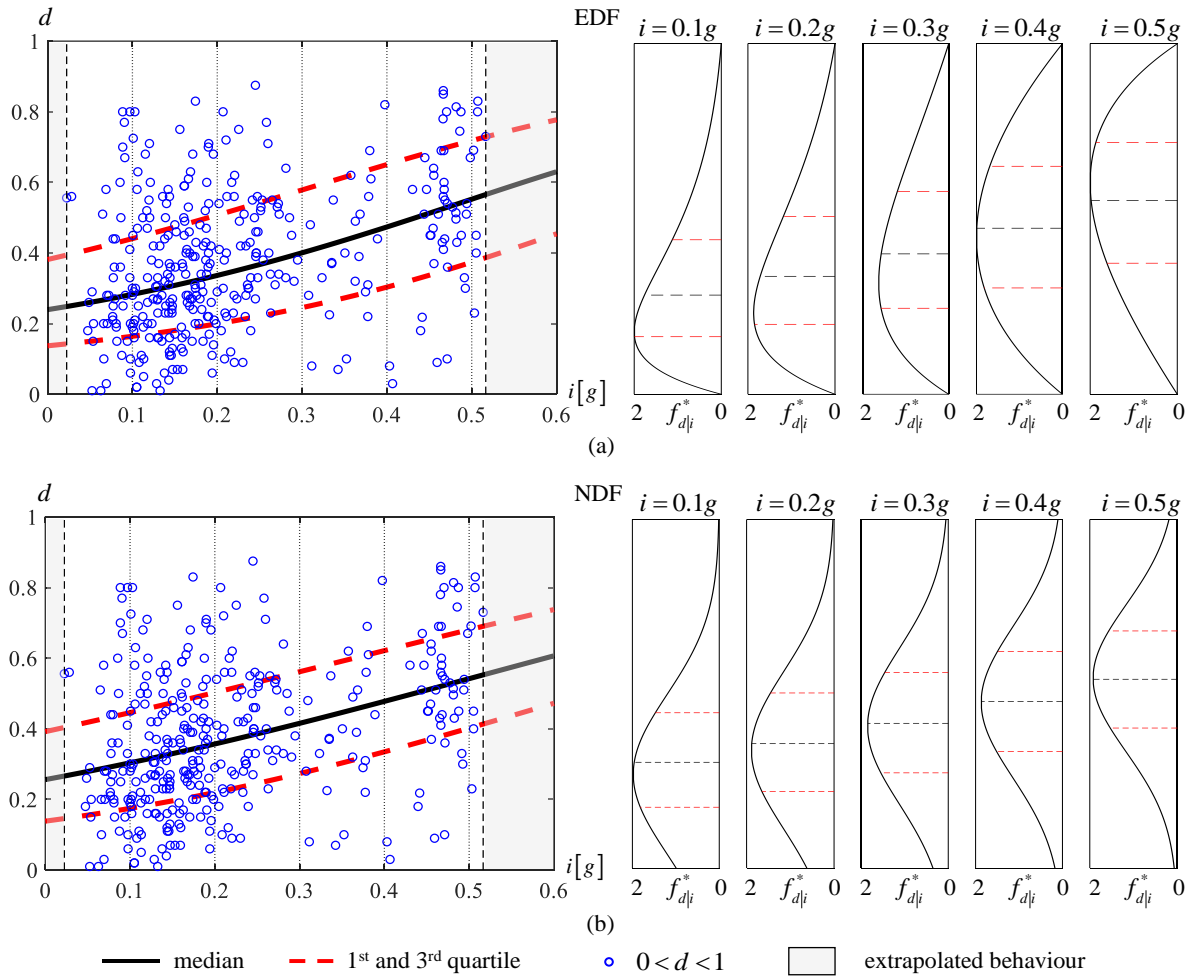 d
EDF
i = 0.1g i = 0.2g i = 0.3g i = 0.4g i = 0.5g
1
0.8
0.6
0.4
0.2
0
0.1 0.2 0.3 0.4 0.5 i[g] 0.6
2 f*d|i 0 2 f*d|i 0 2 f*d|i 0 2 f*d|i 0 2 f*d|i 0
(a)
d
NDF
i = 0.1g i = 0.2g i = 0.3g i = 0.4g i = 0.5g
1
0.8
0.6
0.4
0.2
0
0 0.1 0.2 0.3 0.4 0.5 i[g] 0.6
2 f*d|i 0 2 f*d|i 0 2 f*d|i 0 2 f*d|i 0 2 f*d|i 0
(b)
median 1st and 3rd quartile 0 < d < 1 extrapolated behaviour